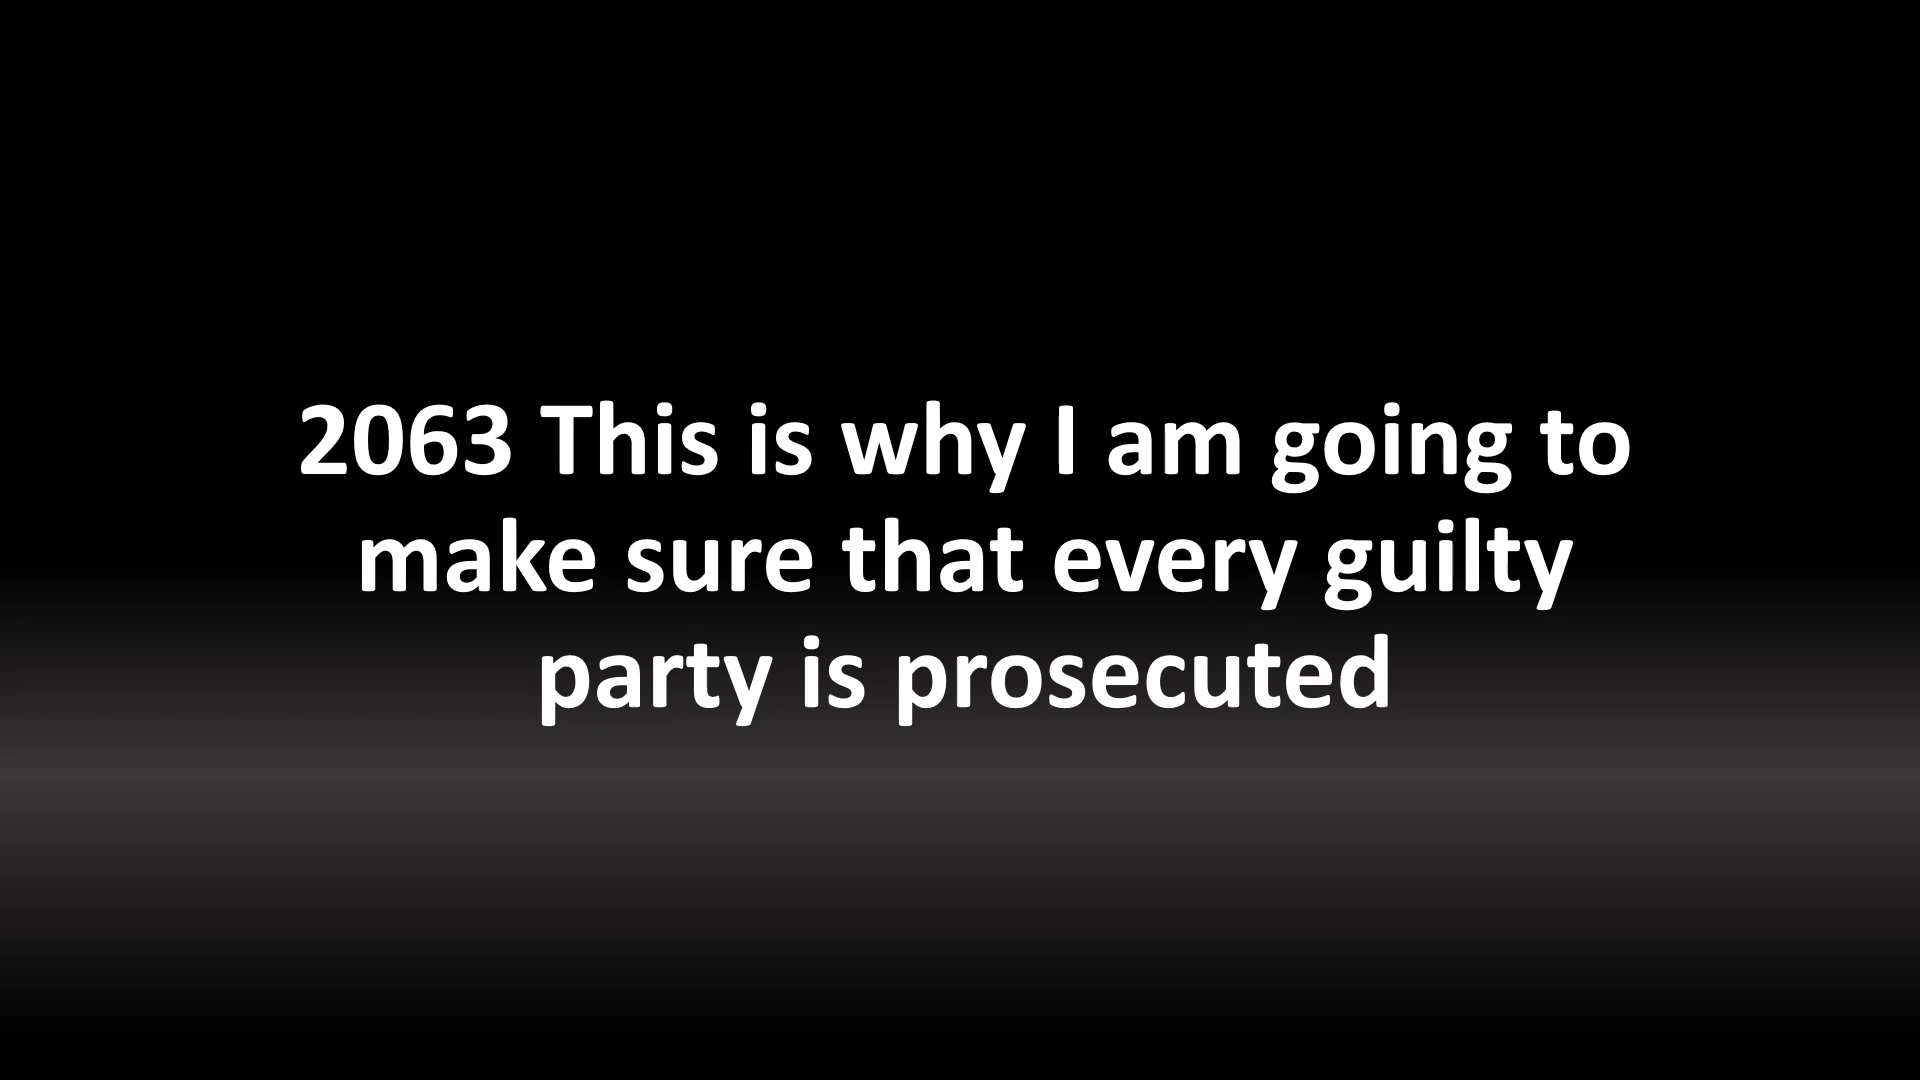 2063 This is why I am going to
make sure that every guilty
party is prosecuted